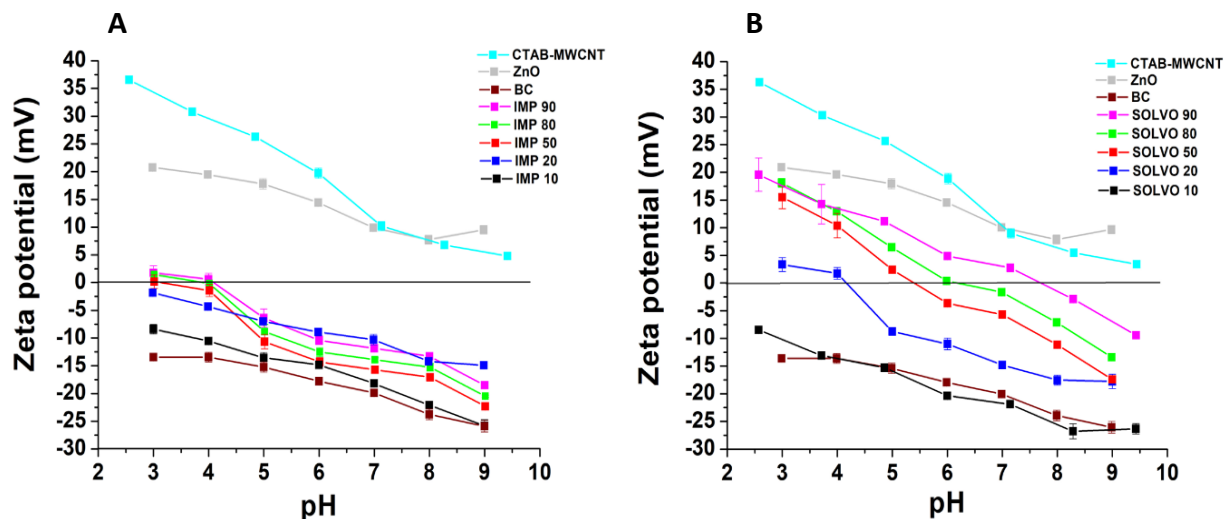 A
Zeta potential (mV)
40
35
30
25
20
15
10
5
0
-5
-10
-15
-20
-25
-30
2
3
4
5
6
7
8
9
10
pH
CTAB-MWCNT
ZnO
BC
IMP 90
IMP 80
IMP 50
IMP 20
IMP 10
B
Zeta potential (mV)
40
35
30
25
20
15
10
5
0
-5
-10
-15
-20
-25
-30
2
3
4
5
6
7
8
9
10
pH
CTAB-MWCNT
ZnO
BC
SOLVO 90
SOLVO 80
SOLVO 50
SOLVO 20
SOLVO 10